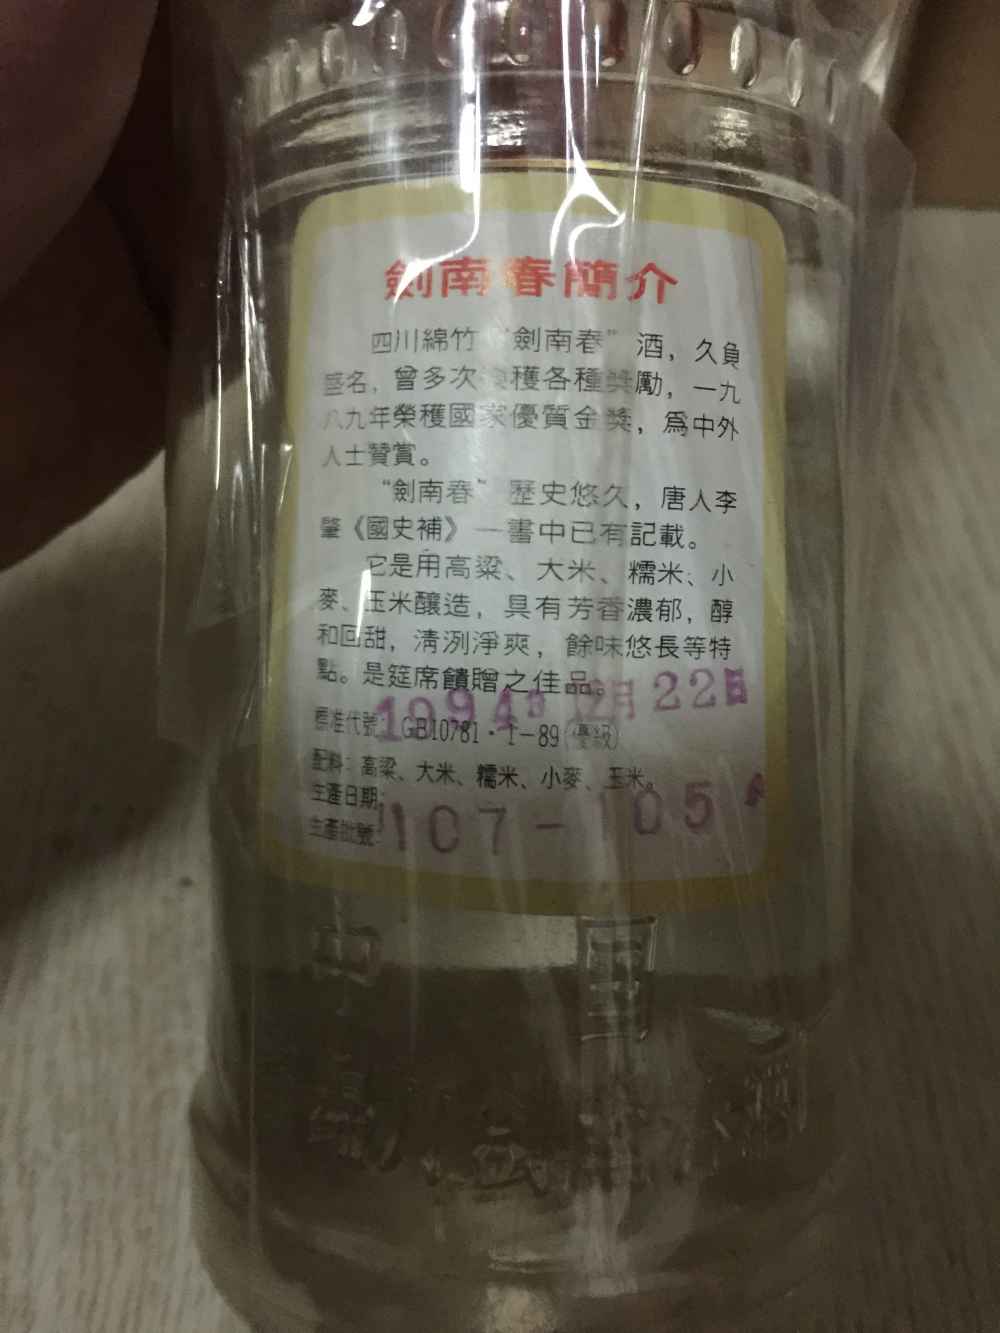 劍南春簡介
四川綿竹“劍南春”酒，久負
盛名，曾多次獲各種獎勵，一九
八九年榮獲國家優質金獎，爲中外
人士贊賞。
“劍南春”歷史悠久，唐人李
肇《國史補》一書中已有記載。
它是用高粱、大米、糯米、小
麥、玉米釀造，具有芳香濃郁，醇
和回甜，清洌淨爽，餘味悠長等特
點。是筵席饋贈之佳品。
1994年12月22日
標准代號：GB10781·1-89(優級)
配料：高粱、大米、糯米、小麥、玉米。
生產日期：
生產批號：107-105
中国